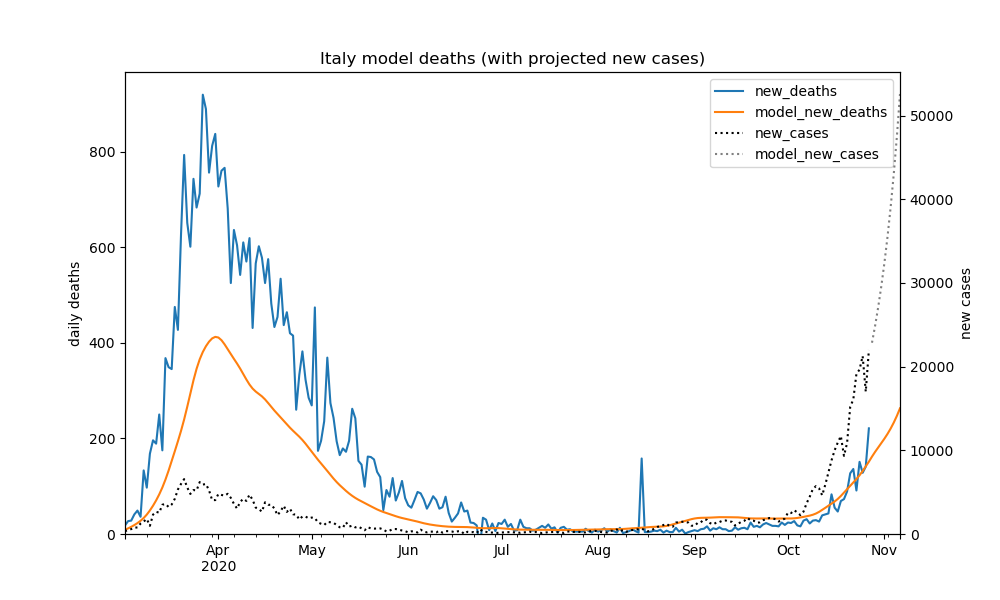 Italy model deaths (with projected new cases)
new_deaths
model_new_deaths
new_cases
model_new_cases
daily deaths
800
600
400
200
0
new cases
50000
40000
30000
20000
10000
0
Apr
2020
May
Jun
Jul
Aug
Sep
Oct
Nov